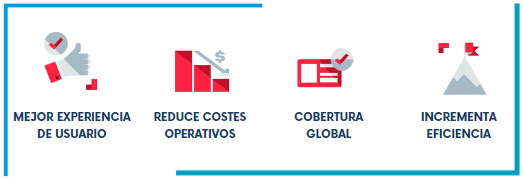 MEJOR EXPERIENCIA
DE USUARIO
REDUCE COSTES
OPERATIVOS
COBERTURA
GLOBAL
INCREMENTA
EFICIENCIA
$